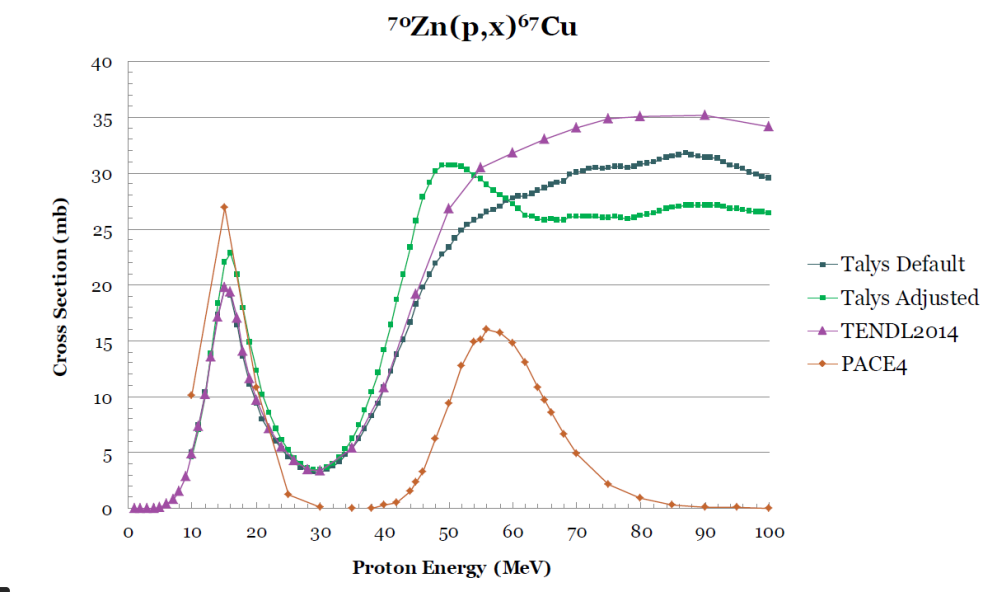 ⁷⁰Zn(p,x)⁶⁷Cu
40
35
30
25
20
15
10
5
0
Cross Section (mb)
0 10 20 30 40 50 60 70 80 90 100
Proton Energy (MeV)
Talys Default
Talys Adjusted
TENDL2014
PACE4